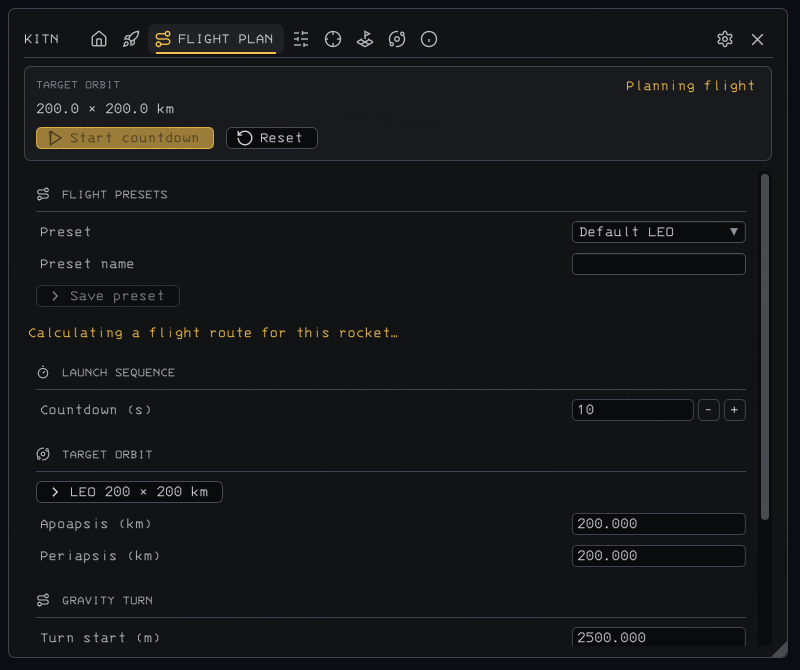 KITN FLIGHT PLAN
TARGET ORBIT Planning flight
200.0 × 200.0 km
Start countdown Reset
FLIGHT PRESETS
Preset Default LEO
Preset name
Save preset
Calculating a flight route for this rocket…
LAUNCH SEQUENCE
Countdown (s) 10 - +
TARGET ORBIT
LEO 200 × 200 km
Apoapsis (km) 200.000
Periapsis (km) 200.000
GRAVITY TURN
Turn start (m) 2500.000